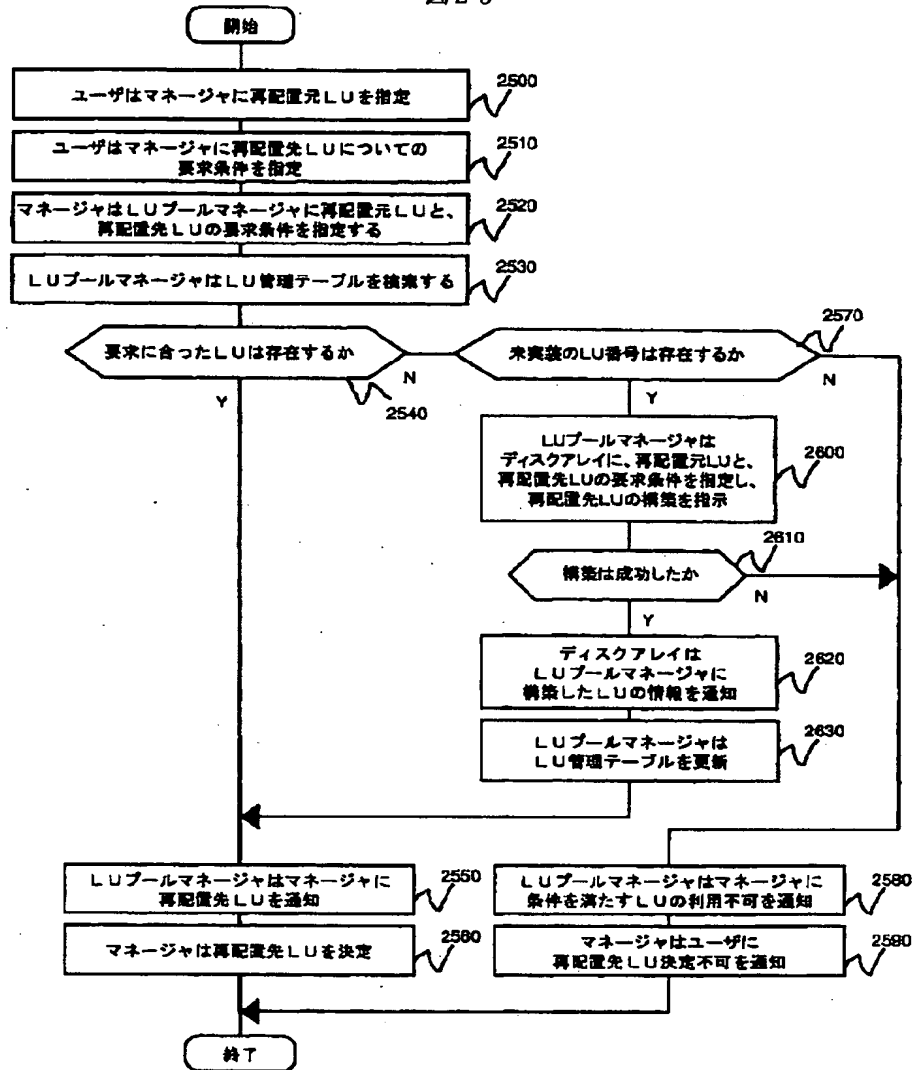 開始
ユーザはマネージャに再配置元LUを指定
2500
ユーザはマネージャに再配置先LUについての
要求条件を指定
2510
マネージャはLUプールマネージャに再配置元LUと、
再配置先LUの要求条件を指定する
2520
LUプールマネージャはLU管理テーブルを検索する
2530
要求に合ったLUは存在するか
N
Y
2540
未実装のLU番号は存在するか
2570
N
Y
LUプールマネージャは
ディスクアレイに、再配置元LUと、
再配置先LUの要求条件を指定し、
再配置先LUの構築を指示
2600
構築は成功したか
2610
N
Y
ディスクアレイは
LUプールマネージャに
構築したLUの情報を通知
2620
LUプールマネージャは
LU管理テーブルを更新
2630
LUプールマネージャはマネージャに
再配置先LUを通知
2550
マネージャは再配置先LUを決定
2560
LUプールマネージャはマネージャに
条件を満たすLUの利用不可を通知
2580
マネージャはユーザに
再配置先LU決定不可を通知
2590
終了